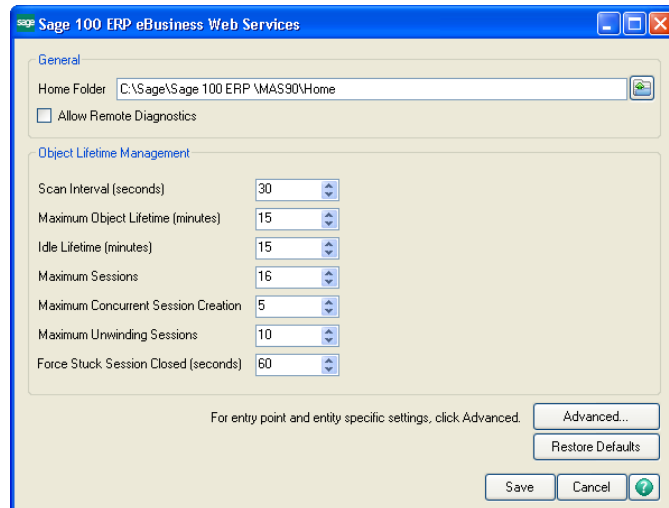 sage Sage 100 ERP eBusiness Web Services
General
Home Folder C:\Sage\Sage 100 ERP \MAS90\Home
Allow Remote Diagnostics
Object Lifetime Management
Scan Interval (seconds) 30
Maximum Object Lifetime (minutes) 15
Idle Lifetime (minutes) 15
Maximum Sessions 16
Maximum Concurrent Session Creation 5
Maximum Unwinding Sessions 10
Force Stuck Session Closed (seconds) 60
For entry point and entity specific settings, click Advanced. Advanced...
Restore Defaults
Save Cancel ?